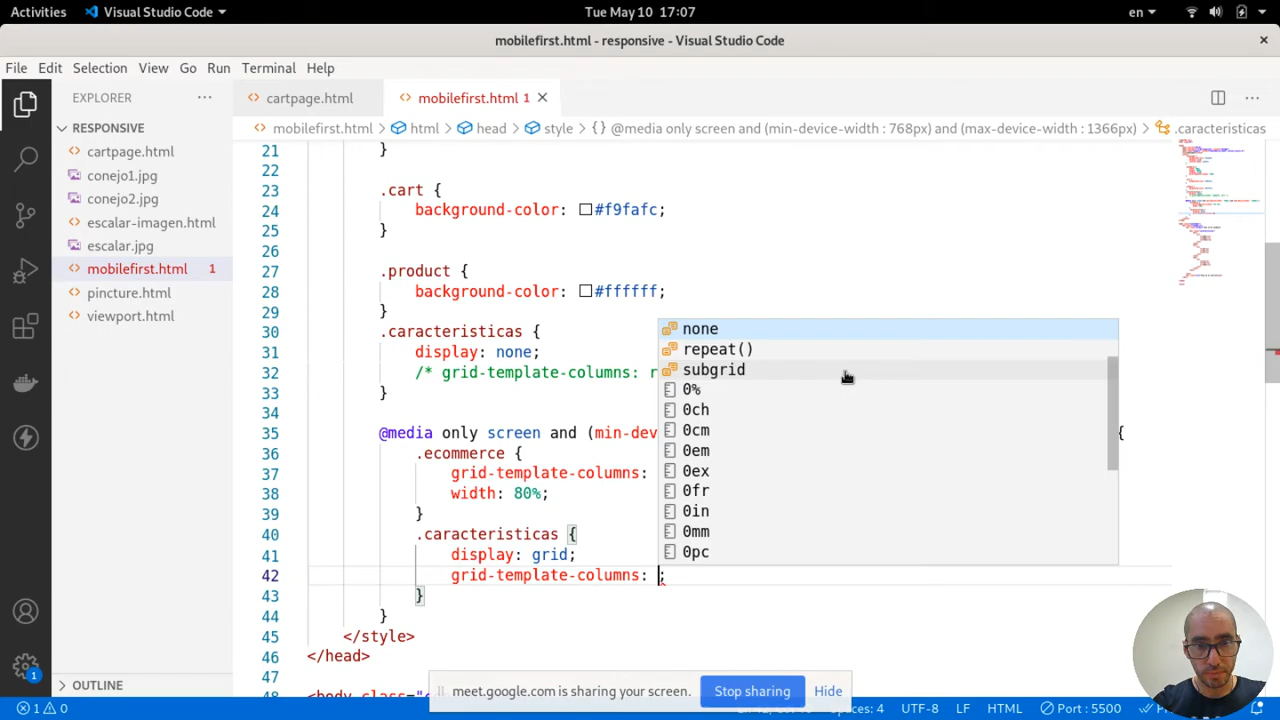 Activities Visual Studio Code Tue May 10 17:07 en
mobilefirst.html - responsive - Visual Studio Code
File Edit Selection View Go Run Terminal Help
EXPLORER
cartpage.html mobilefirst.html 1
RESPONSIVE
mobilefirst.html html head style @media only screen and (min-device-width : 768px) and (max-device-width : 1366px) .caracteristicas
cartpage.html
conejo1.jpg
conejo2.jpg
escalar-imagen.html
escalar.jpg
mobilefirst.html 1
pincture.html
viewport.html
OUTLINE
21 }
22
23 .cart {
24 background-color: #f9fafc;
25 }
26
27 .product {
28 background-color: #ffffff;
29 }
30 .caracteristicas {
31 display: none;
32 /* grid-template-columns: r
33 }
34
35 @media only screen and (min-dev {
36 .ecommerce {
37 grid-template-columns:
38 width: 80%;
39 }
40 .caracteristicas {
41 display: grid;
42 grid-template-columns: ;
43 }
44 }
45 </style>
46 </head>
47
48 <body class="
none
repeat()
subgrid
0%
0ch
0cm
0em
0ex
0fr
0in
0mm
0pc
meet.google.com is sharing your screen. Stop sharing Hide
1
1 0 Spaces: 4 UTF-8 LF HTML Port : 5500